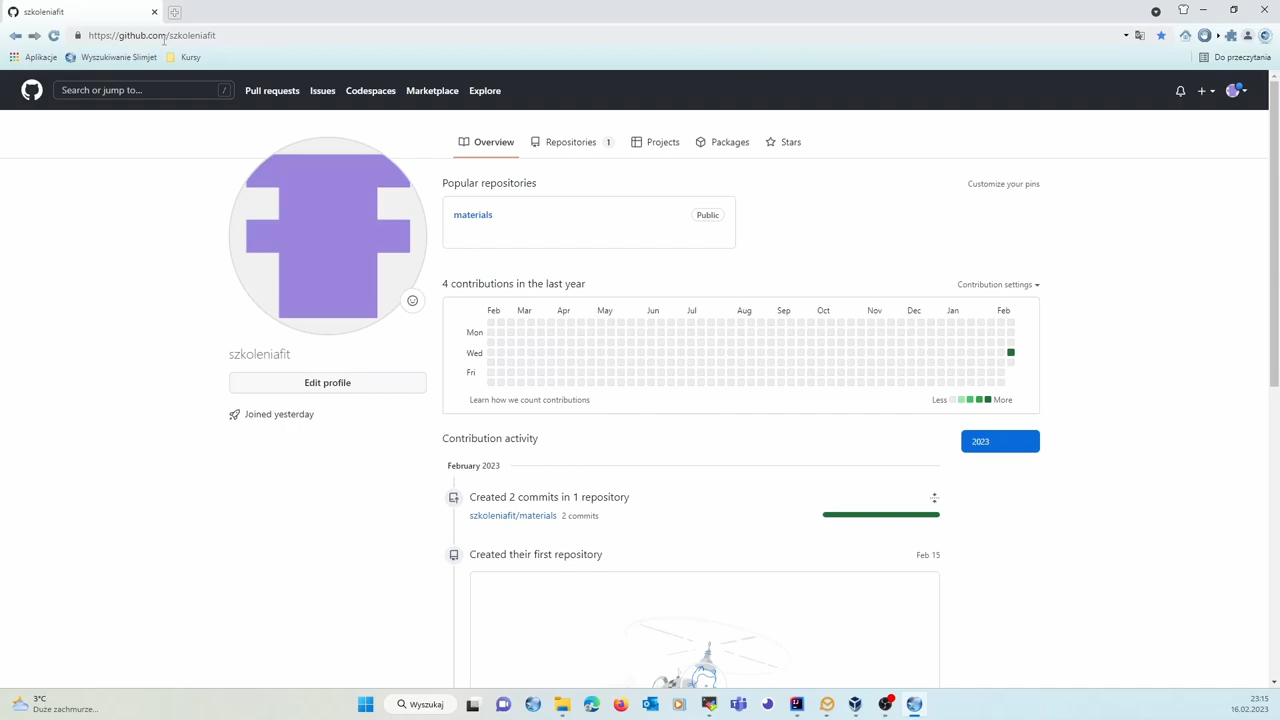 szkoleniafit
https://github.com/szkoleniafit
Aplikacje Wyszukiwanie Slimjet Kursy Do przeczytania
Search or jump to... / Pull requests Issues Codespaces Marketplace Explore
Overview Repositories 1 Projects Packages Stars
Popular repositories Customize your pins
materials Public
4 contributions in the last year Contribution settings
Feb Mar Apr May Jun Jul Aug Sep Oct Nov Dec Jan Feb
Mon
Wed
Fri
Learn how we count contributions Less More
szkoleniafit
Edit profile
Joined yesterday
Contribution activity 2023
February 2023
Created 2 commits in 1 repository
szkoleniafit/materials 2 commits
Created their first repository Feb 15
3°C
Duże zachmurze...
Wyszukaj
23:15
16.02.2023